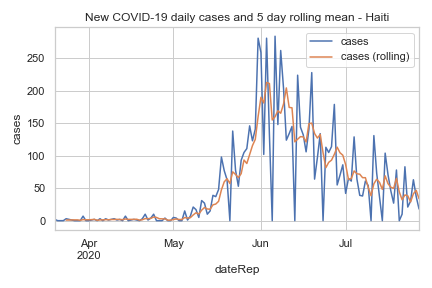 New COVID-19 daily cases and 5 day rolling mean - Haiti
cases
cases (rolling)
250
200
150
100
50
0
cases
Apr
2020
May
Jun
Jul
dateRep